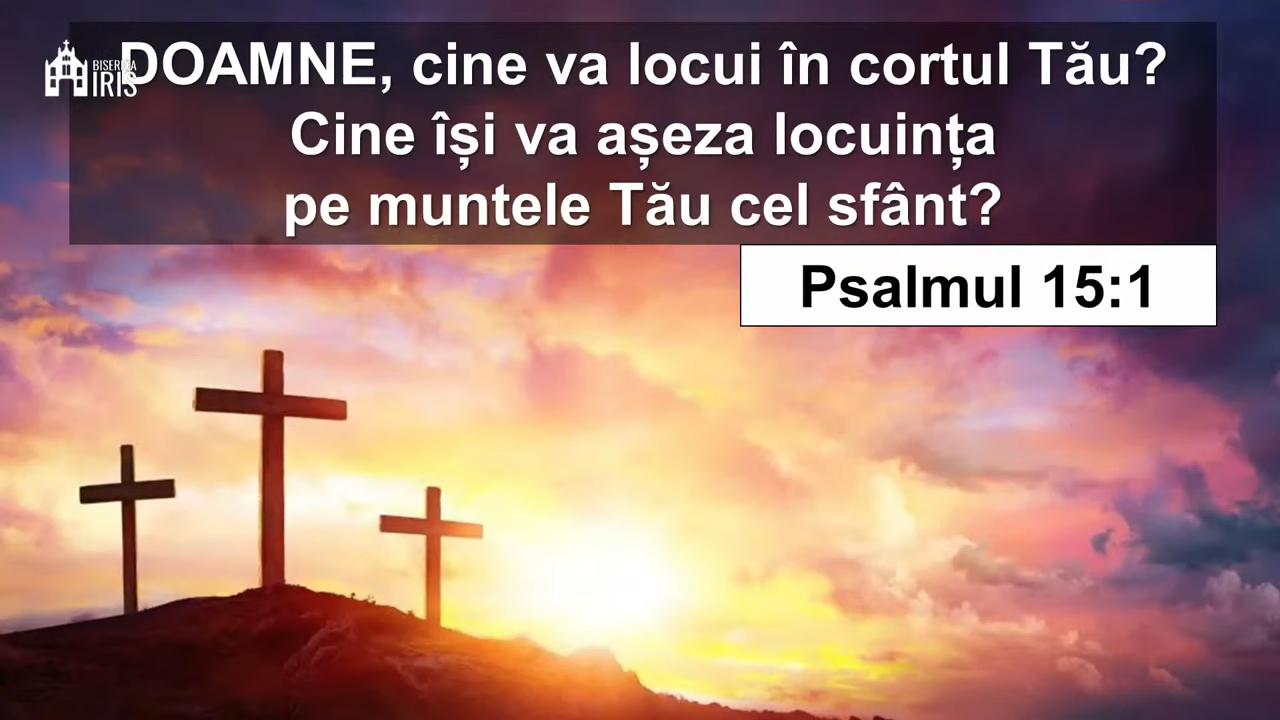 BISERICA
IRIS
DOAMNE, cine va locui în cortul Tău?
Cine își va așeza locuința
pe muntele Tău cel sfânt?
Psalmul 15:1